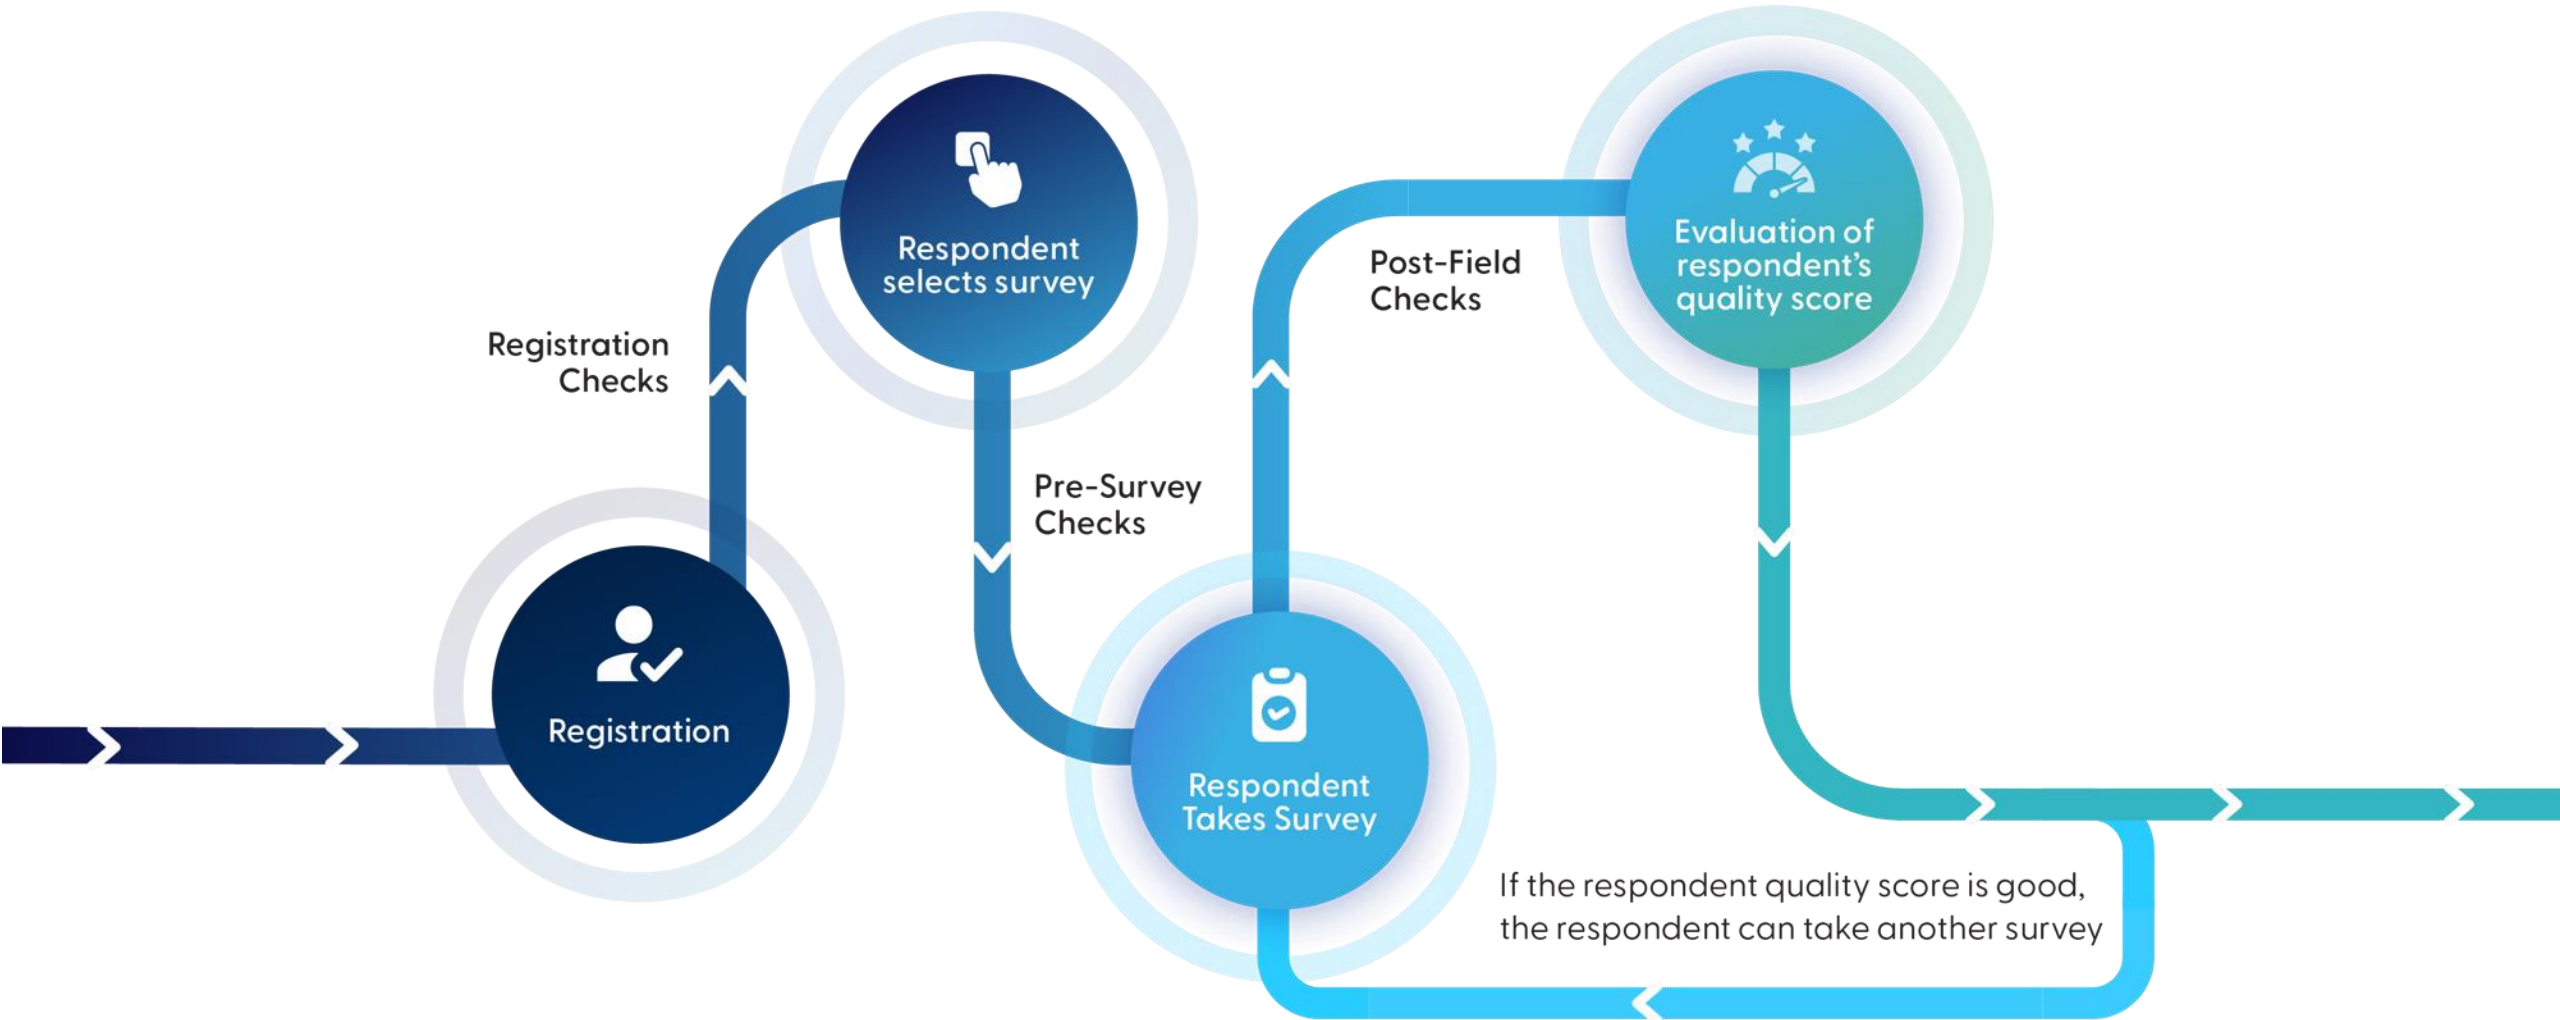 Registration
Registration
Checks
Respondent
selects survey
Pre-Survey
Checks
Respondent
Takes Survey
Post-Field
Checks
Evaluation of
respondent's
quality score
If the respondent quality score is good,
the respondent can take another survey